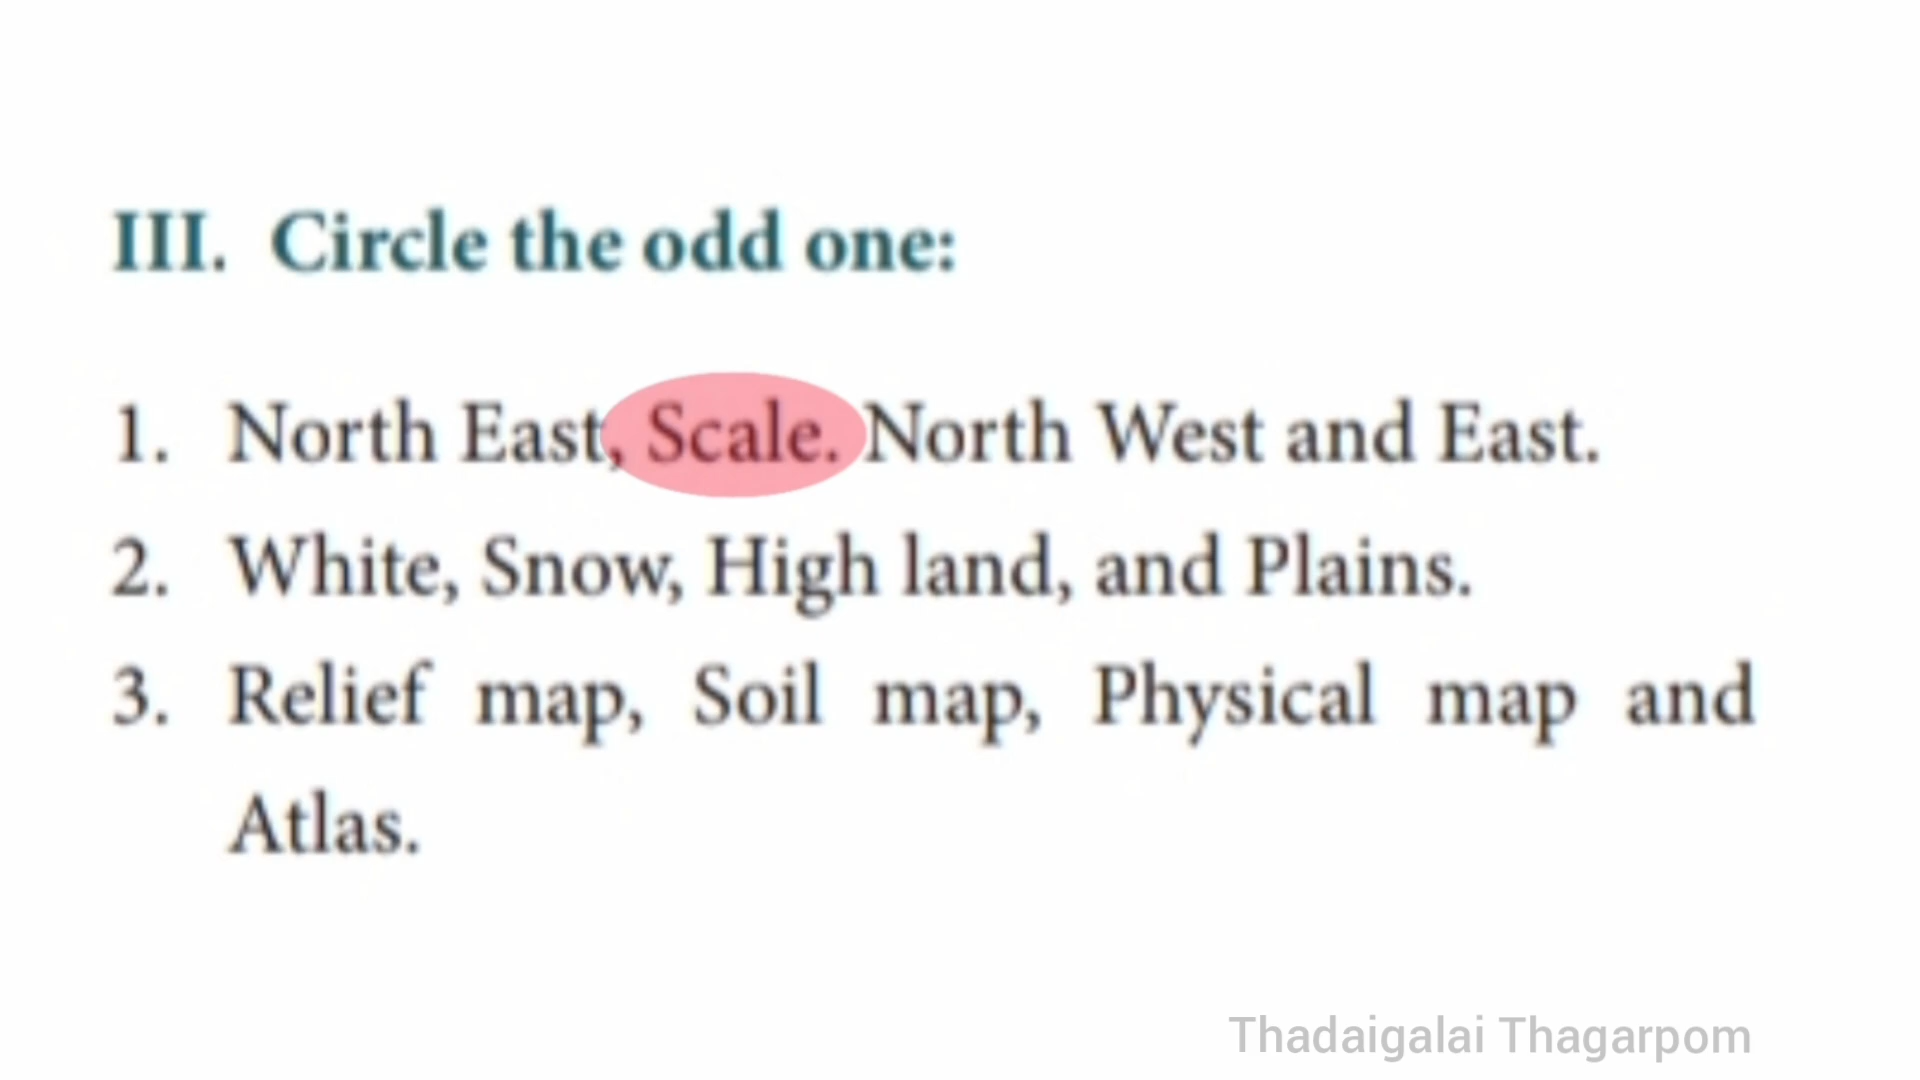 III. Circle the odd one:
1. North East, Scale. North West and East.
2. White, Snow, High land, and Plains.
3. Relief map, Soil map, Physical map and
Atlas.
Thadaigalai Thagarpom